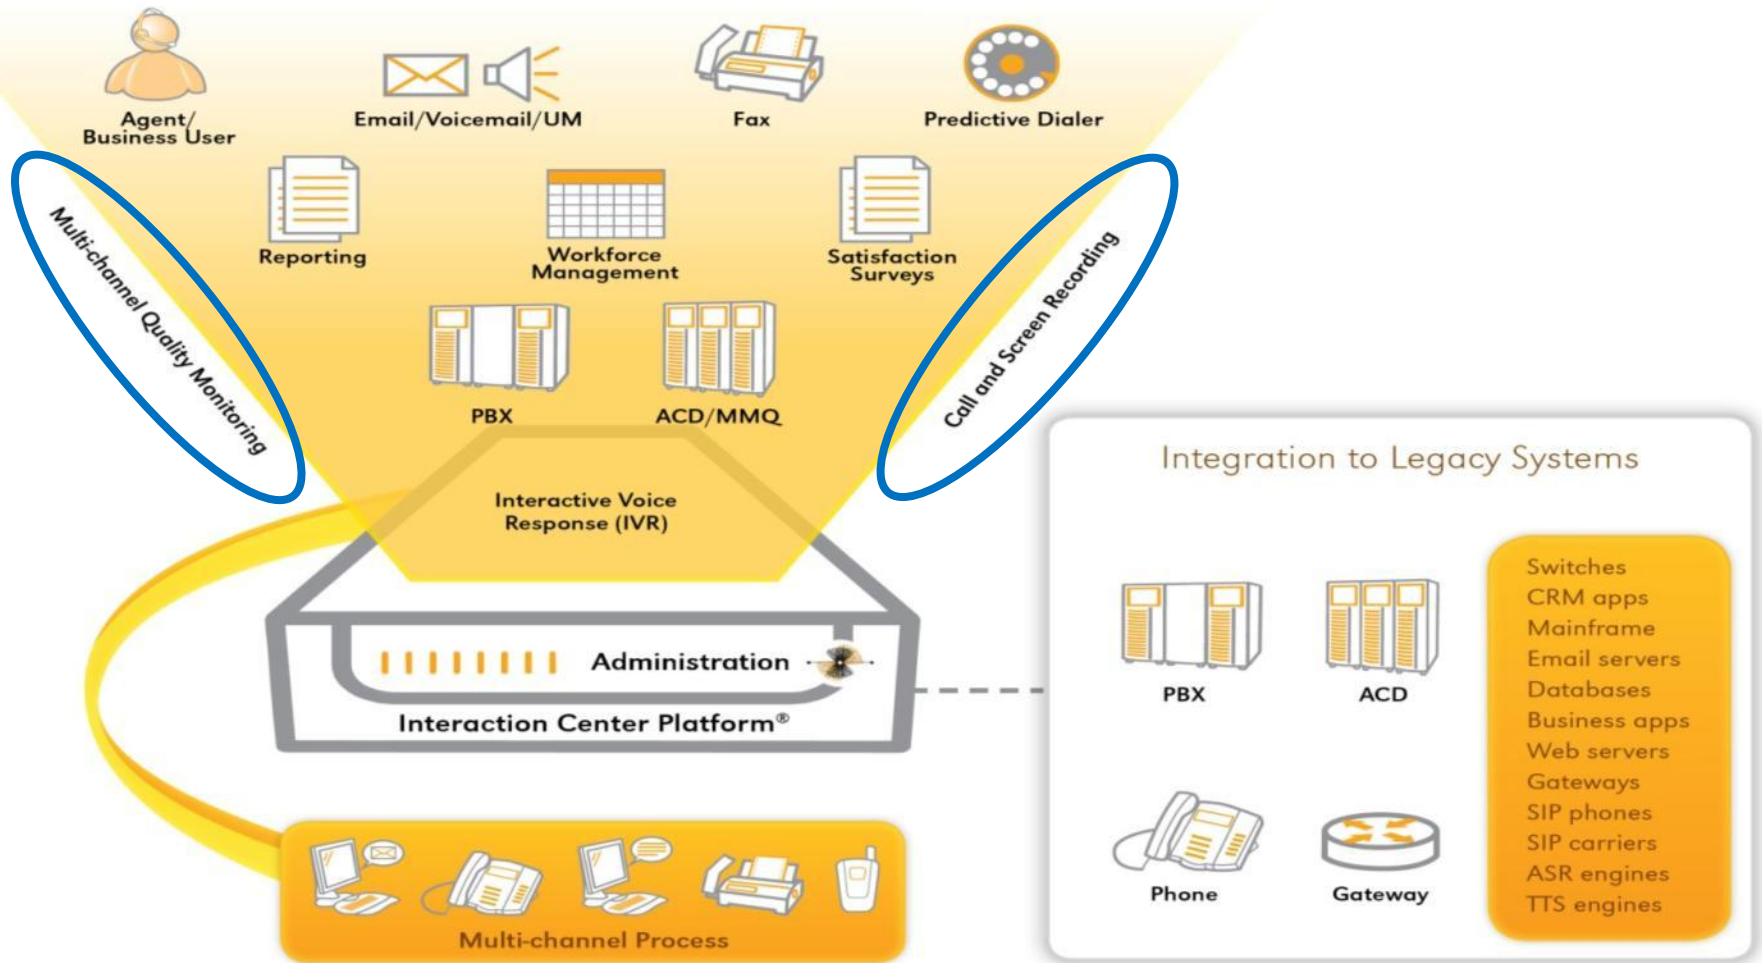 Agent/
Business User
Email/Voicemail/UM
Fax
Predictive Dialer
Multi-channel Quality Monitoring
Reporting
Workforce
Management
Satisfaction
Surveys
Call and Screen Recording
PBX
ACD/MMQ
Interactive Voice
Response (IVR)
Administration
Interaction Center Platform®
Multi-channel Process
Integration to Legacy Systems
PBX
ACD
Phone
Gateway
Switches
CRM apps
Mainframe
Email servers
Databases
Business apps
Web servers
Gateways
SIP phones
SIP carriers
ASR engines
TTS engines